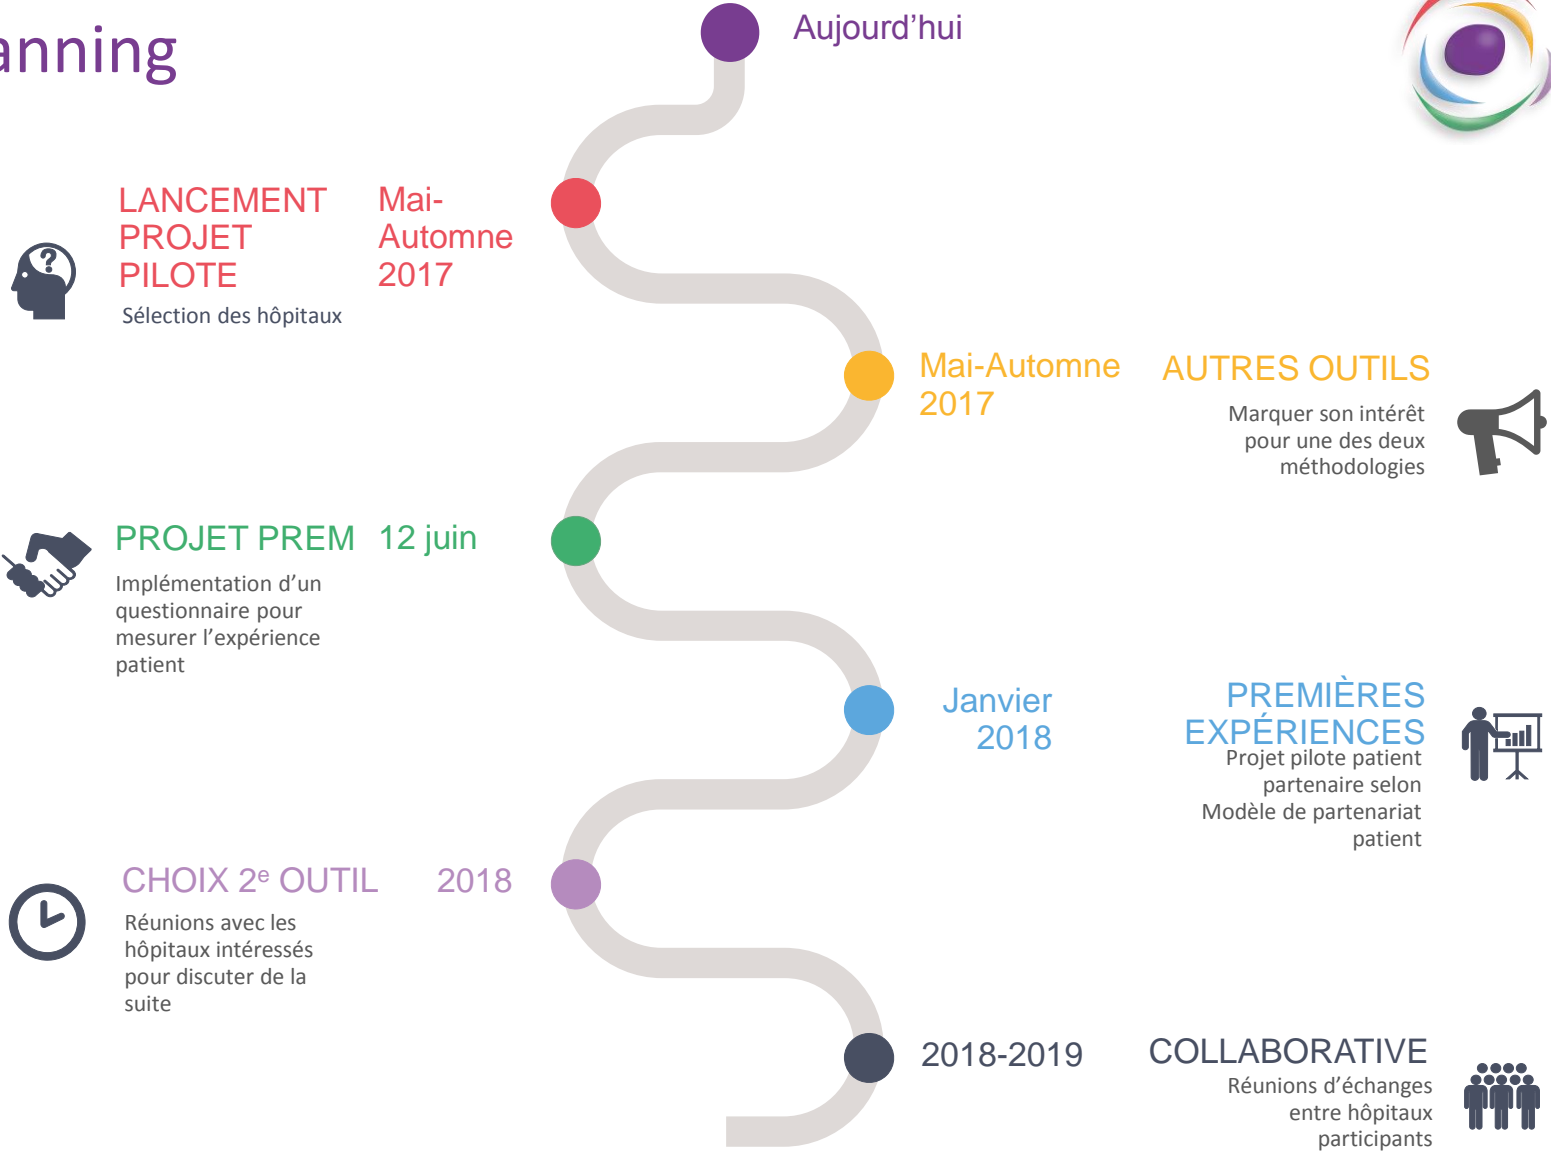 anning
Aujourd'hui
LANCEMENT
PROJET
PILOTE
Mai-
Automne
2017
Sélection des hôpitaux
Mai-Automne
2017
AUTRES OUTILS
Marquer son intérêt
pour une des deux
méthodologies
PROJET PREM
12 juin
Implémentation d'un
questionnaire pour
mesurer l'expérience
patient
Janvier
2018
PREMIÈRES
EXPÉRIENCES
Projet pilote patient
partenaire selon
Modèle de partenariat
patient
CHOIX 2e OUTIL
2018
Réunions avec les
hôpitaux intéressés
pour discuter de la
suite
2018-2019
COLLABORATIVE
Réunions d'échanges
entre hôpitaux
participants